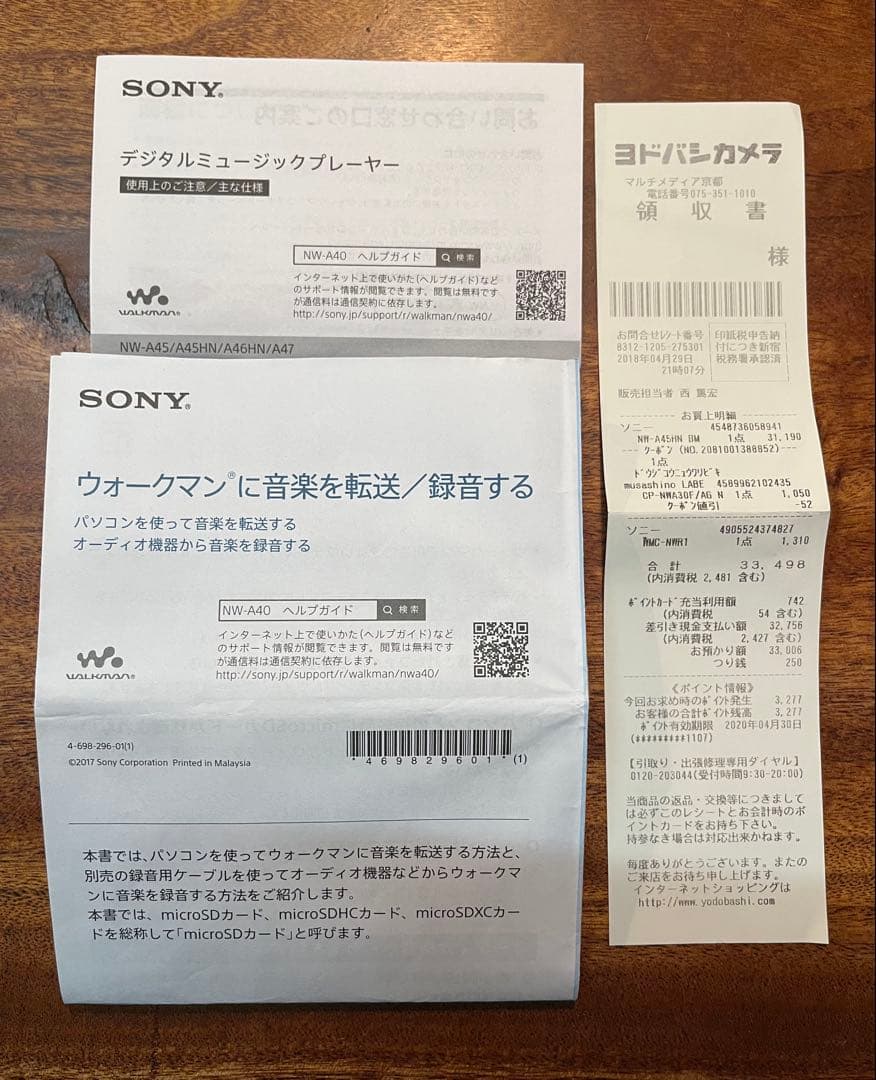 SONY®
デジタルミュージックプレーヤー
使用上のご注意／主な仕様
NW-A40 ヘルプガイド 検索
インターネット上で使いかた(ヘルプガイド)など
のサポート情報が閲覧できます。閲覧は無料です
が通信料は通信契約に依存します。
http://sony.jp/support/r/walkman/nwa40/
WALKMAN®
NW-A45/A45HN/A46HN/A47
SONY®
ウォークマン®に音楽を転送／録音する
パソコンを使って音楽を転送する
オーディオ機器から音楽を録音する
NW-A40 ヘルプガイド 検索
インターネット上で使いかた(ヘルプガイド)など
のサポート情報が閲覧できます。閲覧は無料です
が通信料は通信契約に依存します。
http://sony.jp/support/r/walkman/nwa40/
WALKMAN®
4-698-296-01(1)
©2017 Sony Corporation Printed in Malaysia
*469829601*(1)
本書では、パソコンを使ってウォークマンに音楽を転送する方法と、
別売の録音用ケーブルを使ってオーディオ機器などからウォークマ
ンに音楽を録音する方法をご紹介します。
本書では、microSDカード、microSDHCカード、microSDXCカー
ドを総称して「microSDカード」と呼びます。
ヨドバシカメラ
マルチメディア京都
電話番号075-351-1010
領収書
様
お問合せﾚｼｰﾄ番号
8312-1205-275301
2018年04月29日
21時07分
印紙税申告納
付につき新宿
税務署承認済
販売担当者 西 篤宏
お買上明細
ソニー 4548736058941
NW-A45HN BM 1点 31,190
--- ｸｰﾎﾟﾝ (NO.2081001386852) ---
1点
ﾄﾞｳｼﾞｺｳﾆｭｳﾜﾘﾋﾞｷ
musashino LABE 4589962102435
CP-NWA30F/AG N 1点 1,050
ｸｰﾎﾟﾝ値引 -52
ソニー 4905524374827
WMC-NWR1 1点 1,310
合計 33,498
(内消費税 2,481 含む)
ﾎﾟｲﾝﾄｶｰﾄﾞ充当利用額 742
(内消費税 54 含む)
差引き現金支払い額 32,756
(内消費税 2,427 含む)
お預かり額 33,006
つり銭 250
《ポイント情報》
今回お求め時のﾎﾟｲﾝﾄ発生 3,277
お客様の合計ﾎﾟｲﾝﾄ残高 3,277
ﾎﾟｲﾝﾄ有効期限 2020年04月30日
(*********1107)
【引取り・出張修理専用ダイヤル】
0120-203044(受付時間9:30-20:00)
当商品の返品・交換等につきまして
は必ずこのレシートとお会計時のポ
イントカードをお持ち下さい。
持参なき場合は対応出来かねます。
毎度ありがとうございます。またの
ご来店をお待ち申し上げます。
インターネットショッピングは
http://www.yodobashi.com